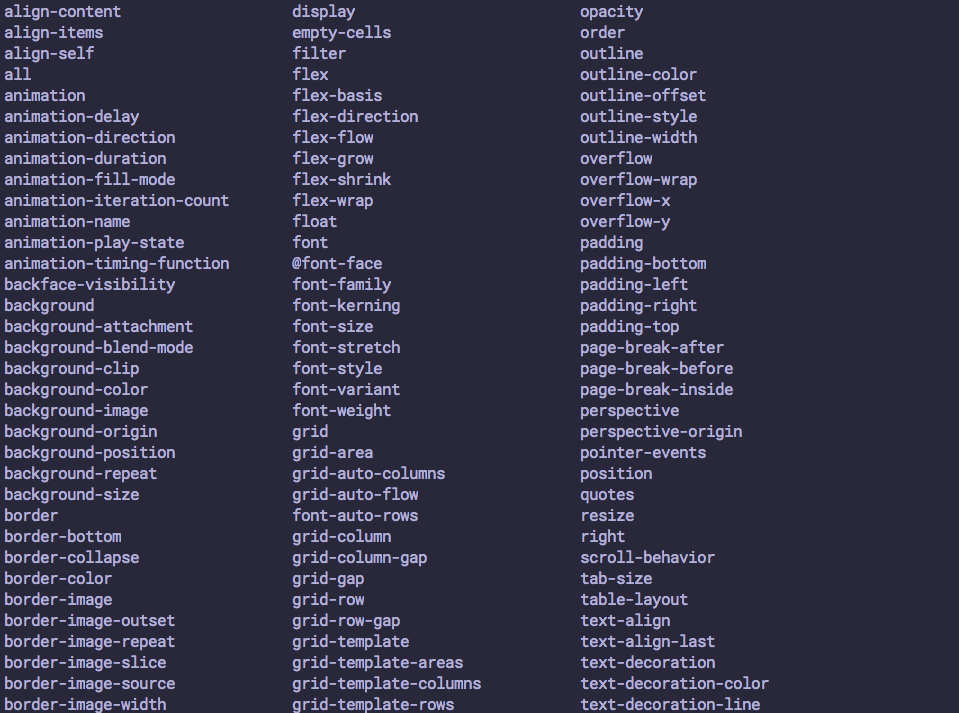 align-content
align-items
align-self
all
animation
animation-delay
animation-direction
animation-duration
animation-fill-mode
animation-iteration-count
animation-name
animation-play-state
animation-timing-function
backface-visibility
background
background-attachment
background-blend-mode
background-clip
background-color
background-image
background-origin
background-position
background-repeat
background-size
border
border-bottom
border-collapse
border-color
border-image
border-image-outset
border-image-repeat
border-image-slice
border-image-source
border-image-width
display
empty-cells
filter
flex
flex-basis
flex-direction
flex-flow
flex-grow
flex-shrink
flex-wrap
float
font
@font-face
font-family
font-kerning
font-size
font-stretch
font-style
font-variant
font-weight
grid
grid-area
grid-auto-columns
grid-auto-flow
font-auto-rows
grid-column
grid-column-gap
grid-gap
grid-row
grid-row-gap
grid-template
grid-template-areas
grid-template-columns
grid-template-rows
opacity
order
outline
outline-color
outline-offset
outline-style
outline-width
overflow
overflow-wrap
overflow-x
overflow-y
padding
padding-bottom
padding-left
padding-right
padding-top
page-break-after
page-break-before
page-break-inside
perspective
perspective-origin
pointer-events
position
quotes
resize
right
scroll-behavior
tab-size
table-layout
text-align
text-align-last
text-decoration
text-decoration-color
text-decoration-line